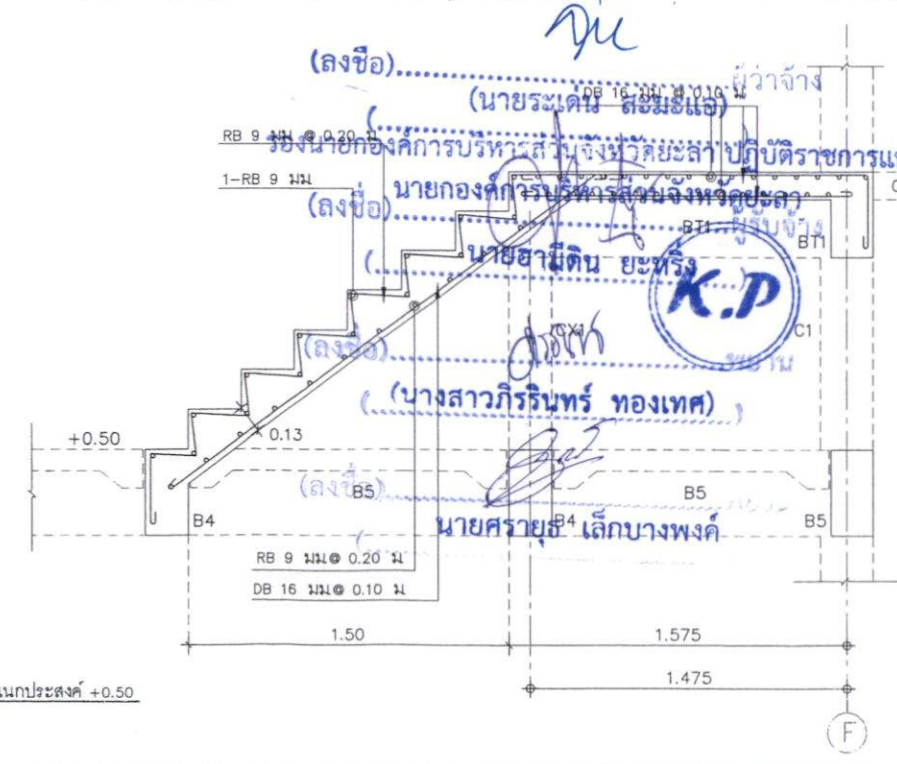 (ลงชื่อ)..............................ผู้ว่าจ้าง
(นายระเด่น สะมะแอ)
DB 16 มม @ 0.10 ม
RB 9 มม @ 0.20 ม
รองนายกองค์การบริหารส่วนจังหวัดยะลา ปฏิบัติราชการแ
1-RB 9 มม
นายกองค์การบริหารส่วนจังหวัดยะลา
(ลงชื่อ)..............................ผู้รับจ้าง
BT1
BT1
นายฮามีดิน ยะหริ่ง
K.P
CX1
C1
(ลงชื่อ)..............................พยาน
(นางสาวภิรรินทร์ ทองเทศ)
+0.50
0.13
(ลงชื่อ)
B5
B5
B4
B4
B5
นายศรายุธ เล็กบางพงค์
RB 9 มม@ 0.20 ม
DB 16 มม@ 0.10 ม
1.50
1.575
1.475
เนกประสงค์ +0.50
F